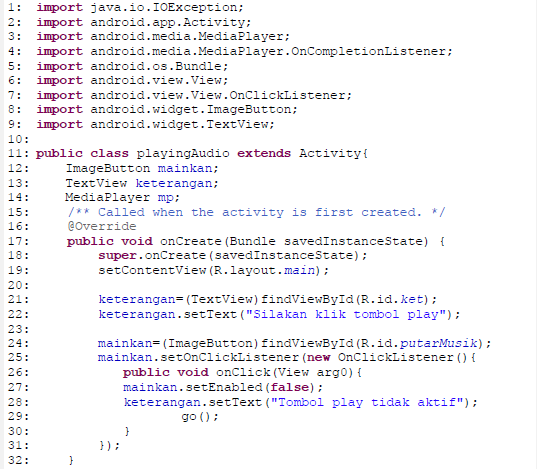 1: import java.io.IOException;
2: import android.app.Activity;
3: import android.media.MediaPlayer;
4: import android.media.MediaPlayer.OnCompletionListener;
5: import android.os.Bundle;
6: import android.view.View;
7: import android.view.View.OnClickListener;
8: import android.widget.ImageButton;
9: import android.widget.TextView;
10:
11: public class playingAudio extends Activity{
12:     ImageButton mainkan;
13:     TextView keterangan;
14:     MediaPlayer mp;
15:     /** Called when the activity is first created. */
16:     @Override
17:     public void onCreate(Bundle savedInstanceState) {
18:         super.onCreate(savedInstanceState);
19:         setContentView(R.layout.main);
20:
21:         keterangan=(TextView)findViewById(R.id.ket);
22:         keterangan.setText("Silakan klik tombol play");
23:
24:         mainkan=(ImageButton)findViewById(R.id.putarMusik);
25:         mainkan.setOnClickListener(new OnClickListener(){
26:            public void onClick(View arg0){
27:            mainkan.setEnabled(false);
28:            keterangan.setText("Tombol play tidak aktif");
29:                   go();
30:            }
31:         });
32:     }